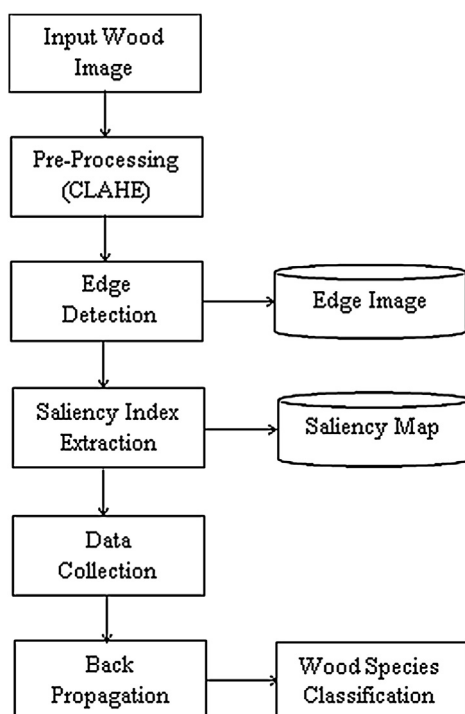 Input Wood
Image
Pre-Processing
(CLAHE)
Edge
Detection
Edge Image
Saliency Index
Extraction
Saliency Map
Data
Collection
Back
Propagation
Wood Species
Classification